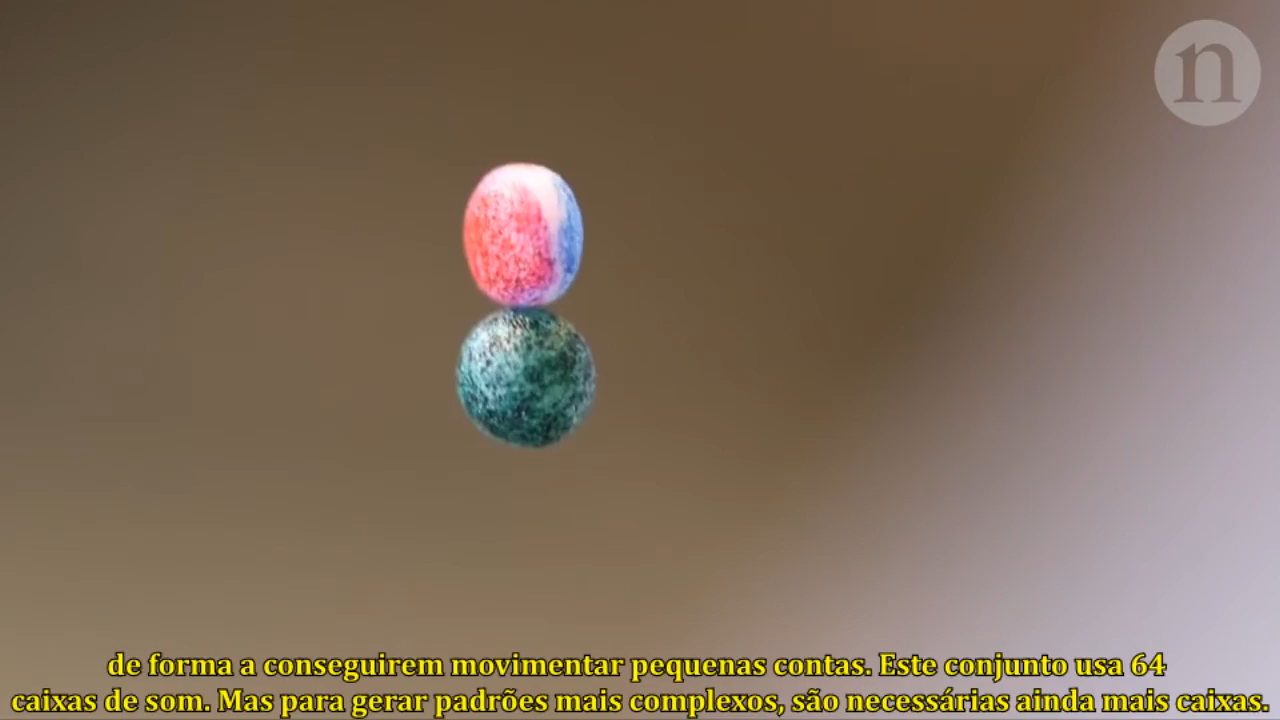 n
de forma a conseguirem movimentar pequenas contas. Este conjunto usa 64
caixas de som. Mas para gerar padrões mais complexos, são necessárias ainda mais caixas.